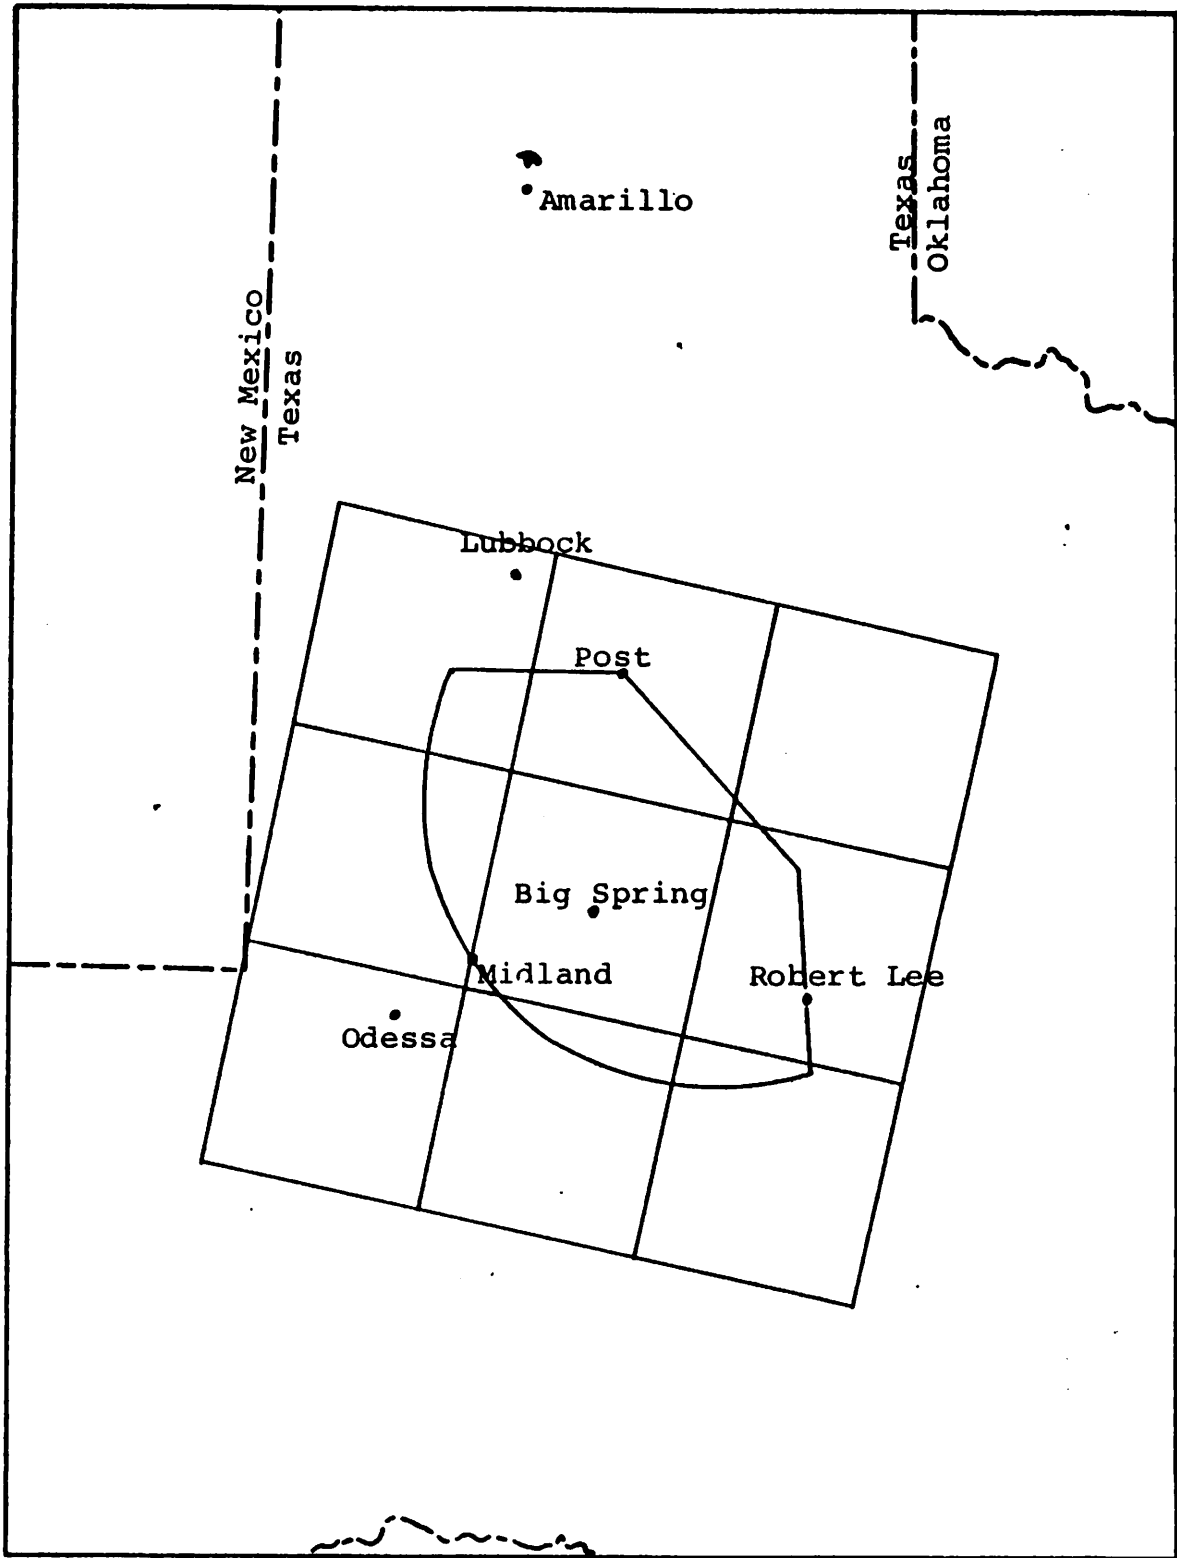 Amarillo
Texas
Oklahoma
New Mexico
Texas
Lubbock
Post
Big Spring
Midland
Robert Lee
Odessa